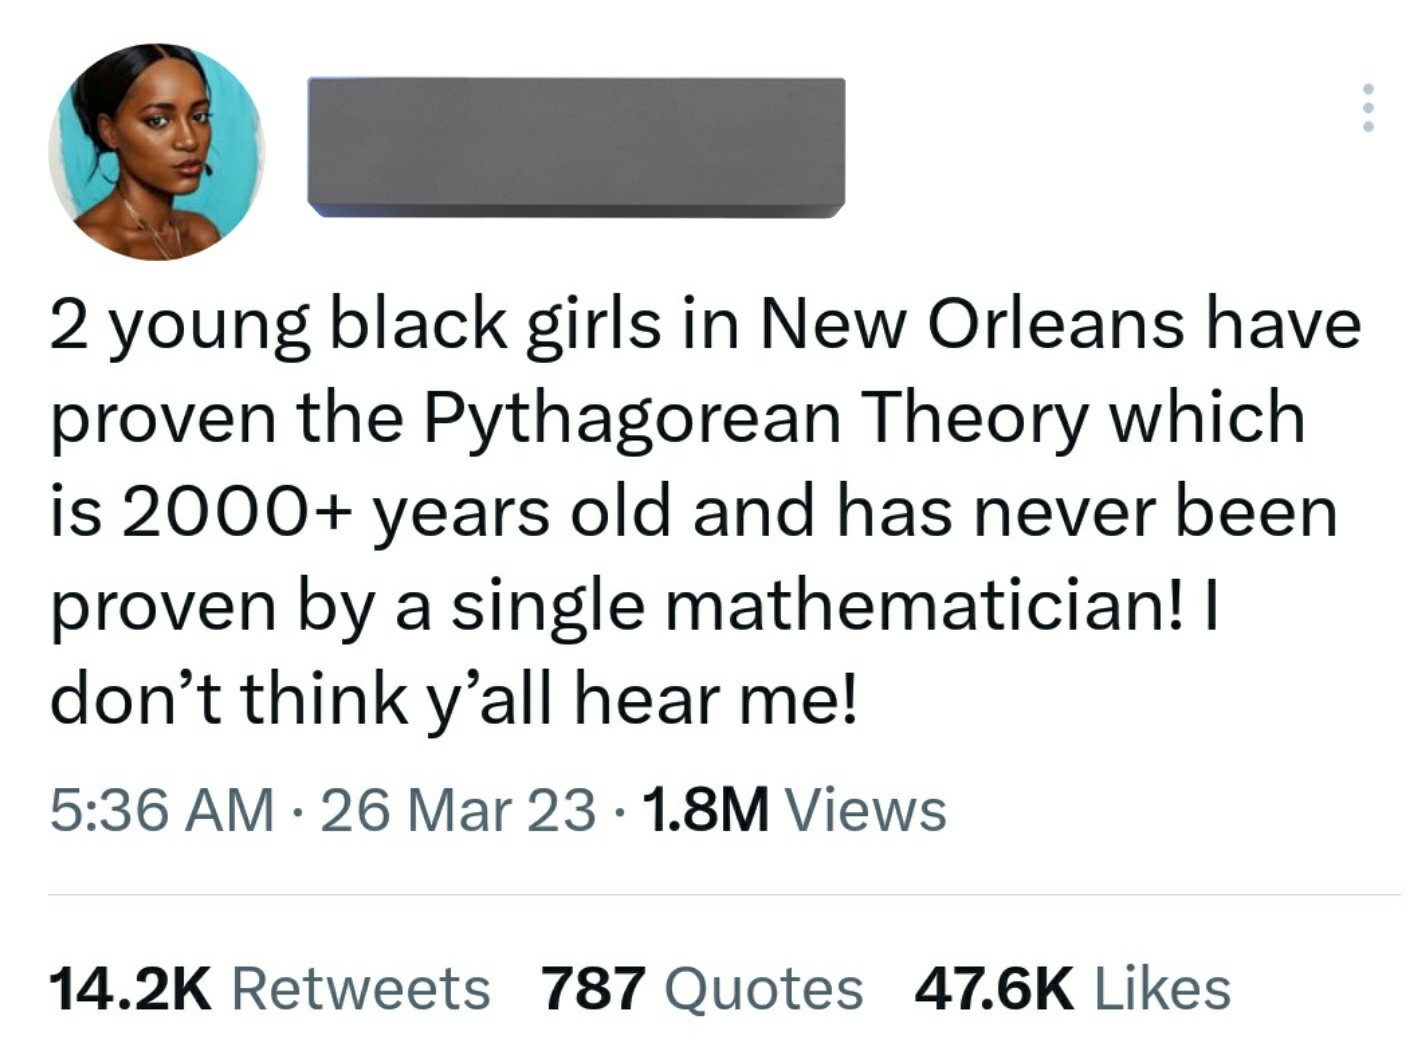 2 young black girls in New Orleans have
proven the Pythagorean Theory which
is 2000+ years old and has never been
proven by a single mathematician! I
don’t think y’all hear me!
5:36 AM · 26 Mar 23 · 1.8M Views
14.2K Retweets 787 Quotes 47.6K Likes